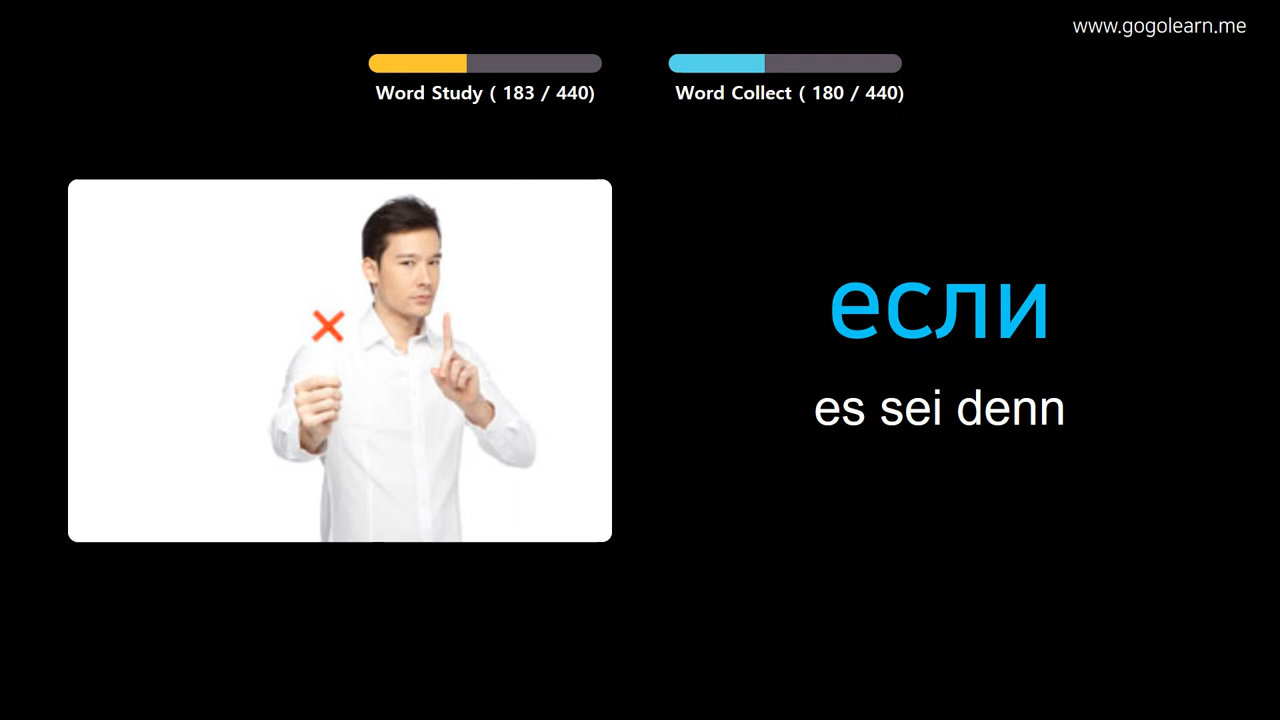 www.gogolearn.me
Word Study ( 183 / 440)
Word Collect ( 180 / 440)
если
es sei denn